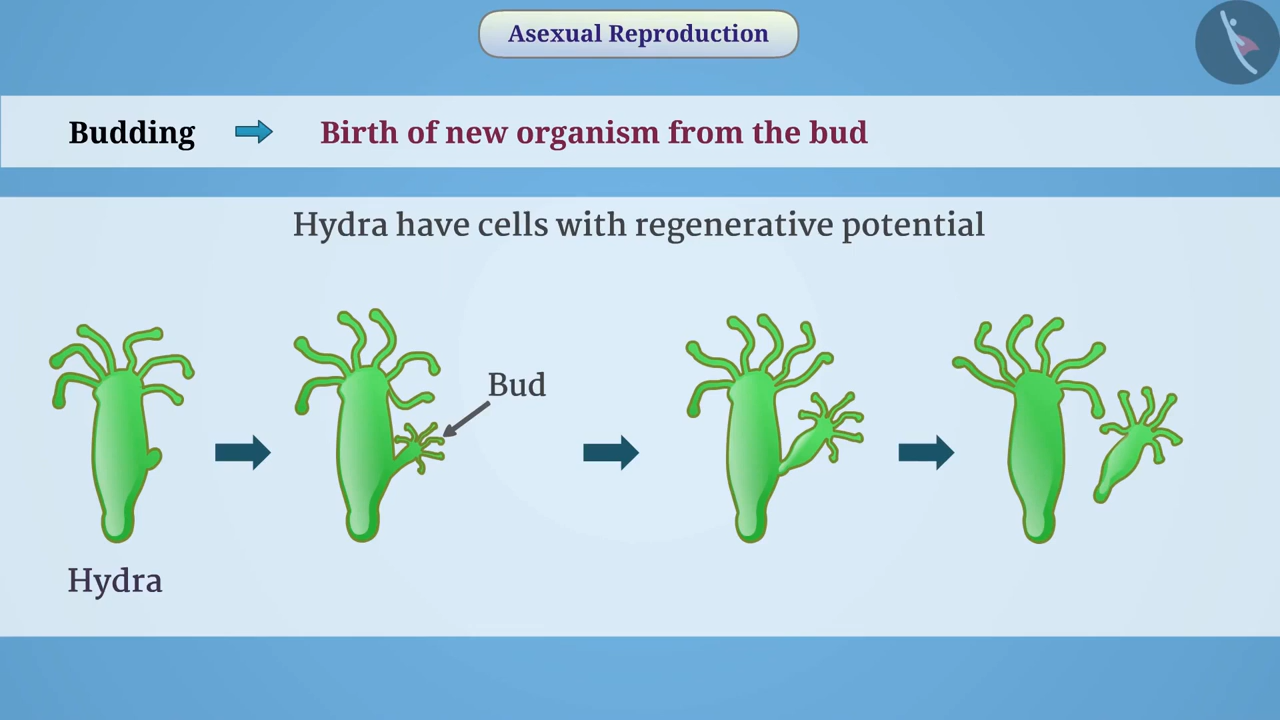 Asexual Reproduction
Budding
Birth of new organism from the bud
Hydra have cells with regenerative potential
Bud
Hydra